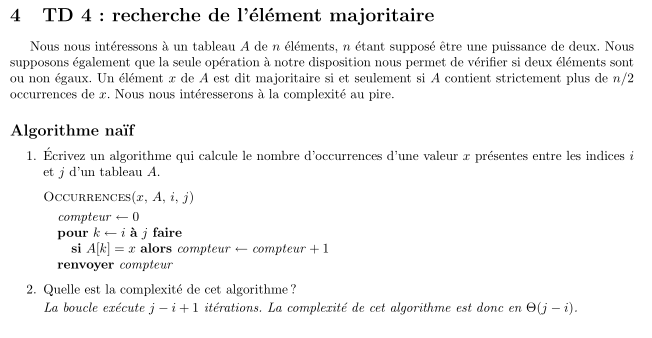 4 TD 4 : recherche de l'élément majoritaire
Nous nous intéressons à un tableau A de n éléments, n étant supposé être une puissance de deux. Nous
supposons également que la seule opération à notre disposition nous permet de vérifier si deux éléments sont
ou non égaux. Un élément x de A est dit majoritaire si et seulement si A contient strictement plus de n/2
occurrences de x. Nous nous intéresserons à la complexité au pire.
Algorithme naïf
1. Écrivez un algorithme qui calcule le nombre d'occurrences d'une valeur x présentes entre les indices i
et j d'un tableau A.
OCCURRENCES(x, A, i, j)
compteur ← 0
pour k ← i à j faire
si A[k] = x alors compteur ← compteur + 1
renvoyer compteur
2. Quelle est la complexité de cet algorithme ?
La boucle exécute j − i + 1 itérations. La complexité de cet algorithme est donc en Θ(j − i).